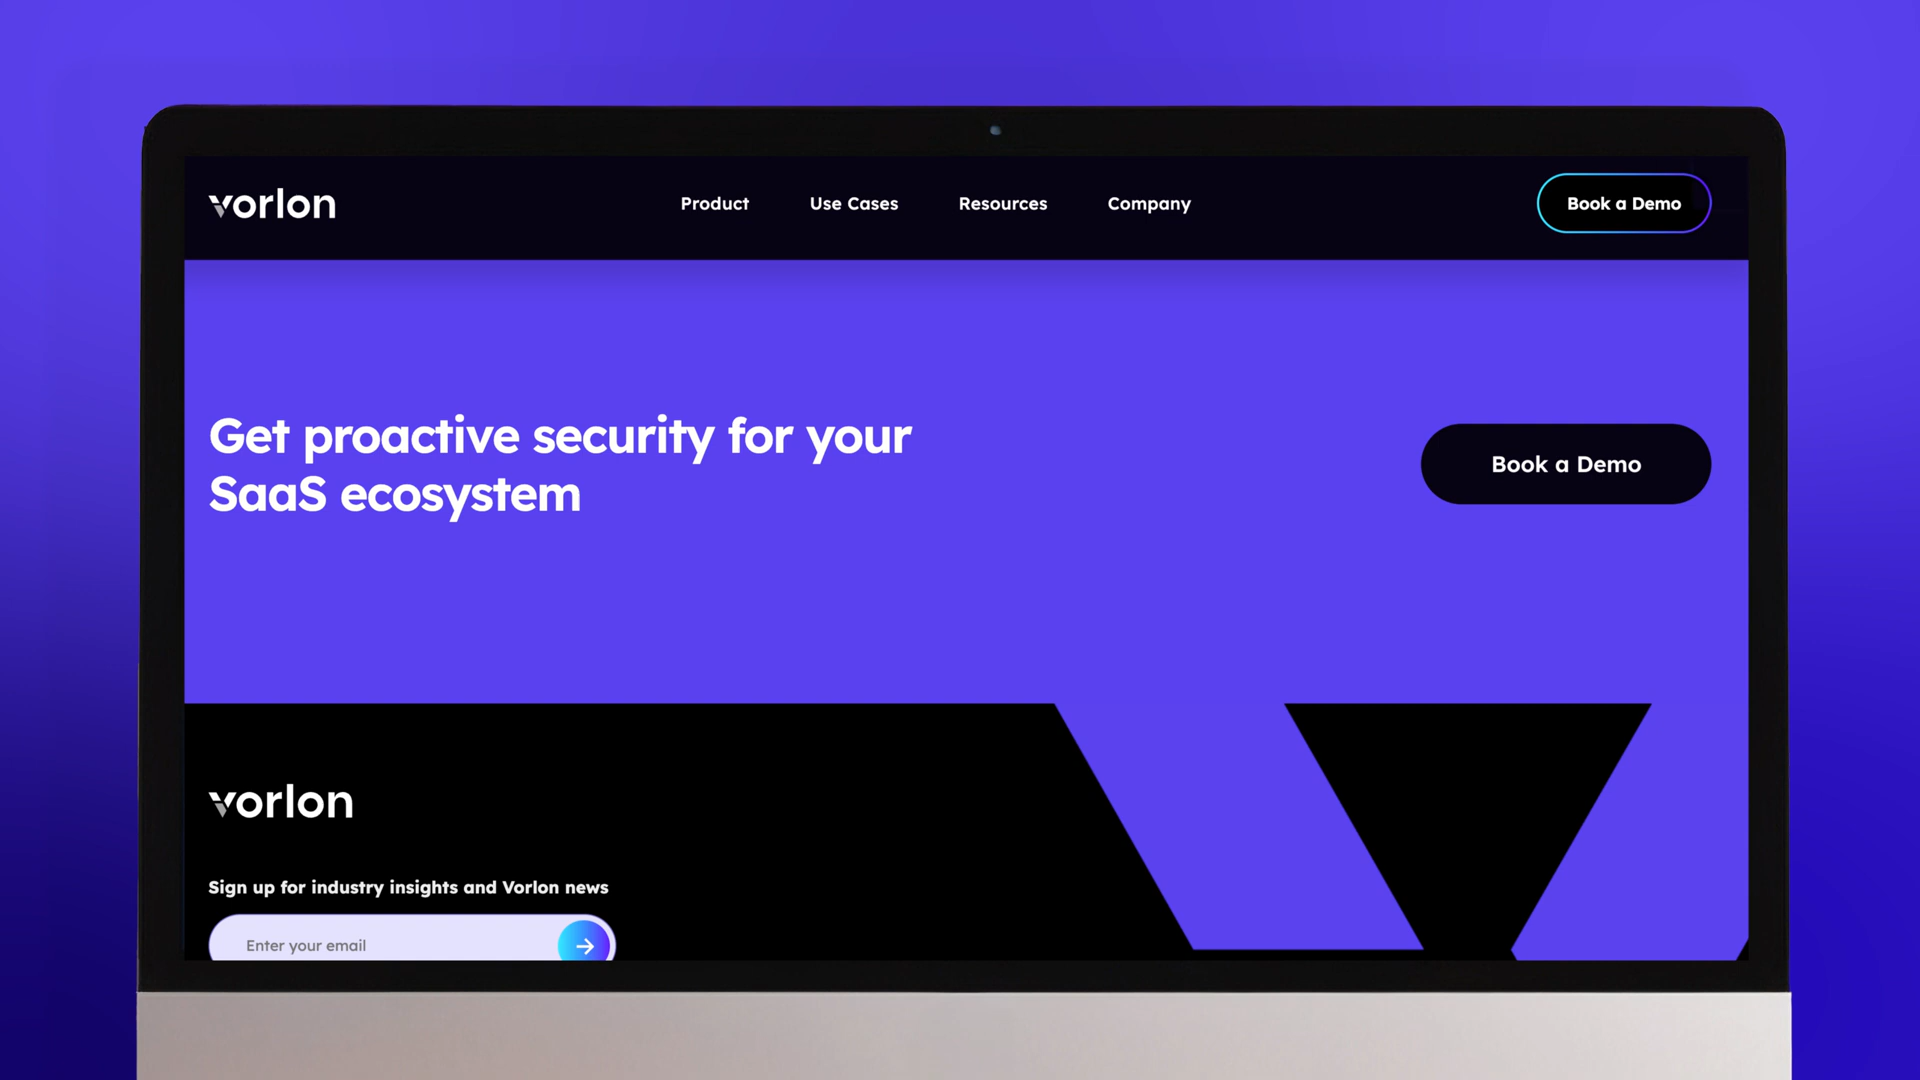 vorlon
Product
Use Cases
Resources
Company
Book a Demo
Get proactive security for your
SaaS ecosystem
Book a Demo
vorlon
Sign up for industry insights and Vorlon news
Enter your email